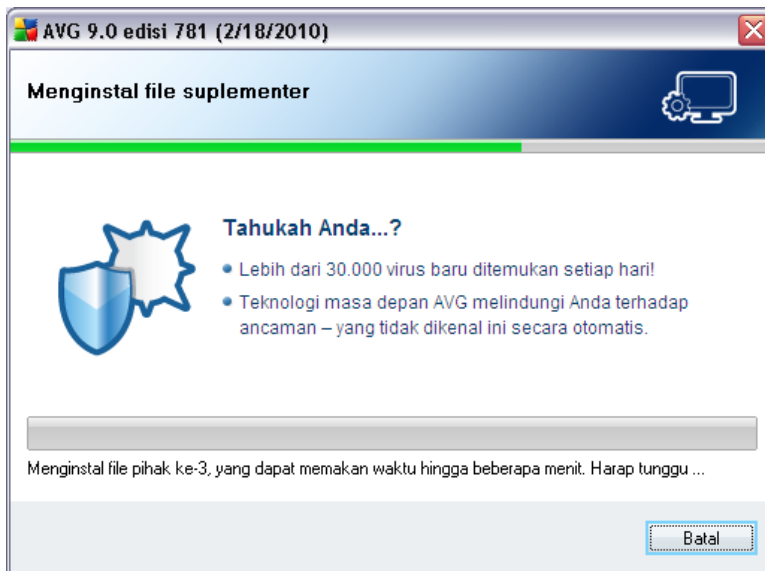 AVG 9.0 edisi 781 (2/18/2010)
Menginstal file suplementer
Tahukah Anda...?
Lebih dari 30.000 virus baru ditemukan setiap hari!
Teknologi masa depan AVG melindungi Anda terhadap
ancaman – yang tidak dikenal ini secara otomatis.
Menginstal file pihak ke-3, yang dapat memakan waktu hingga beberapa menit. Harap tunggu ...
Batal